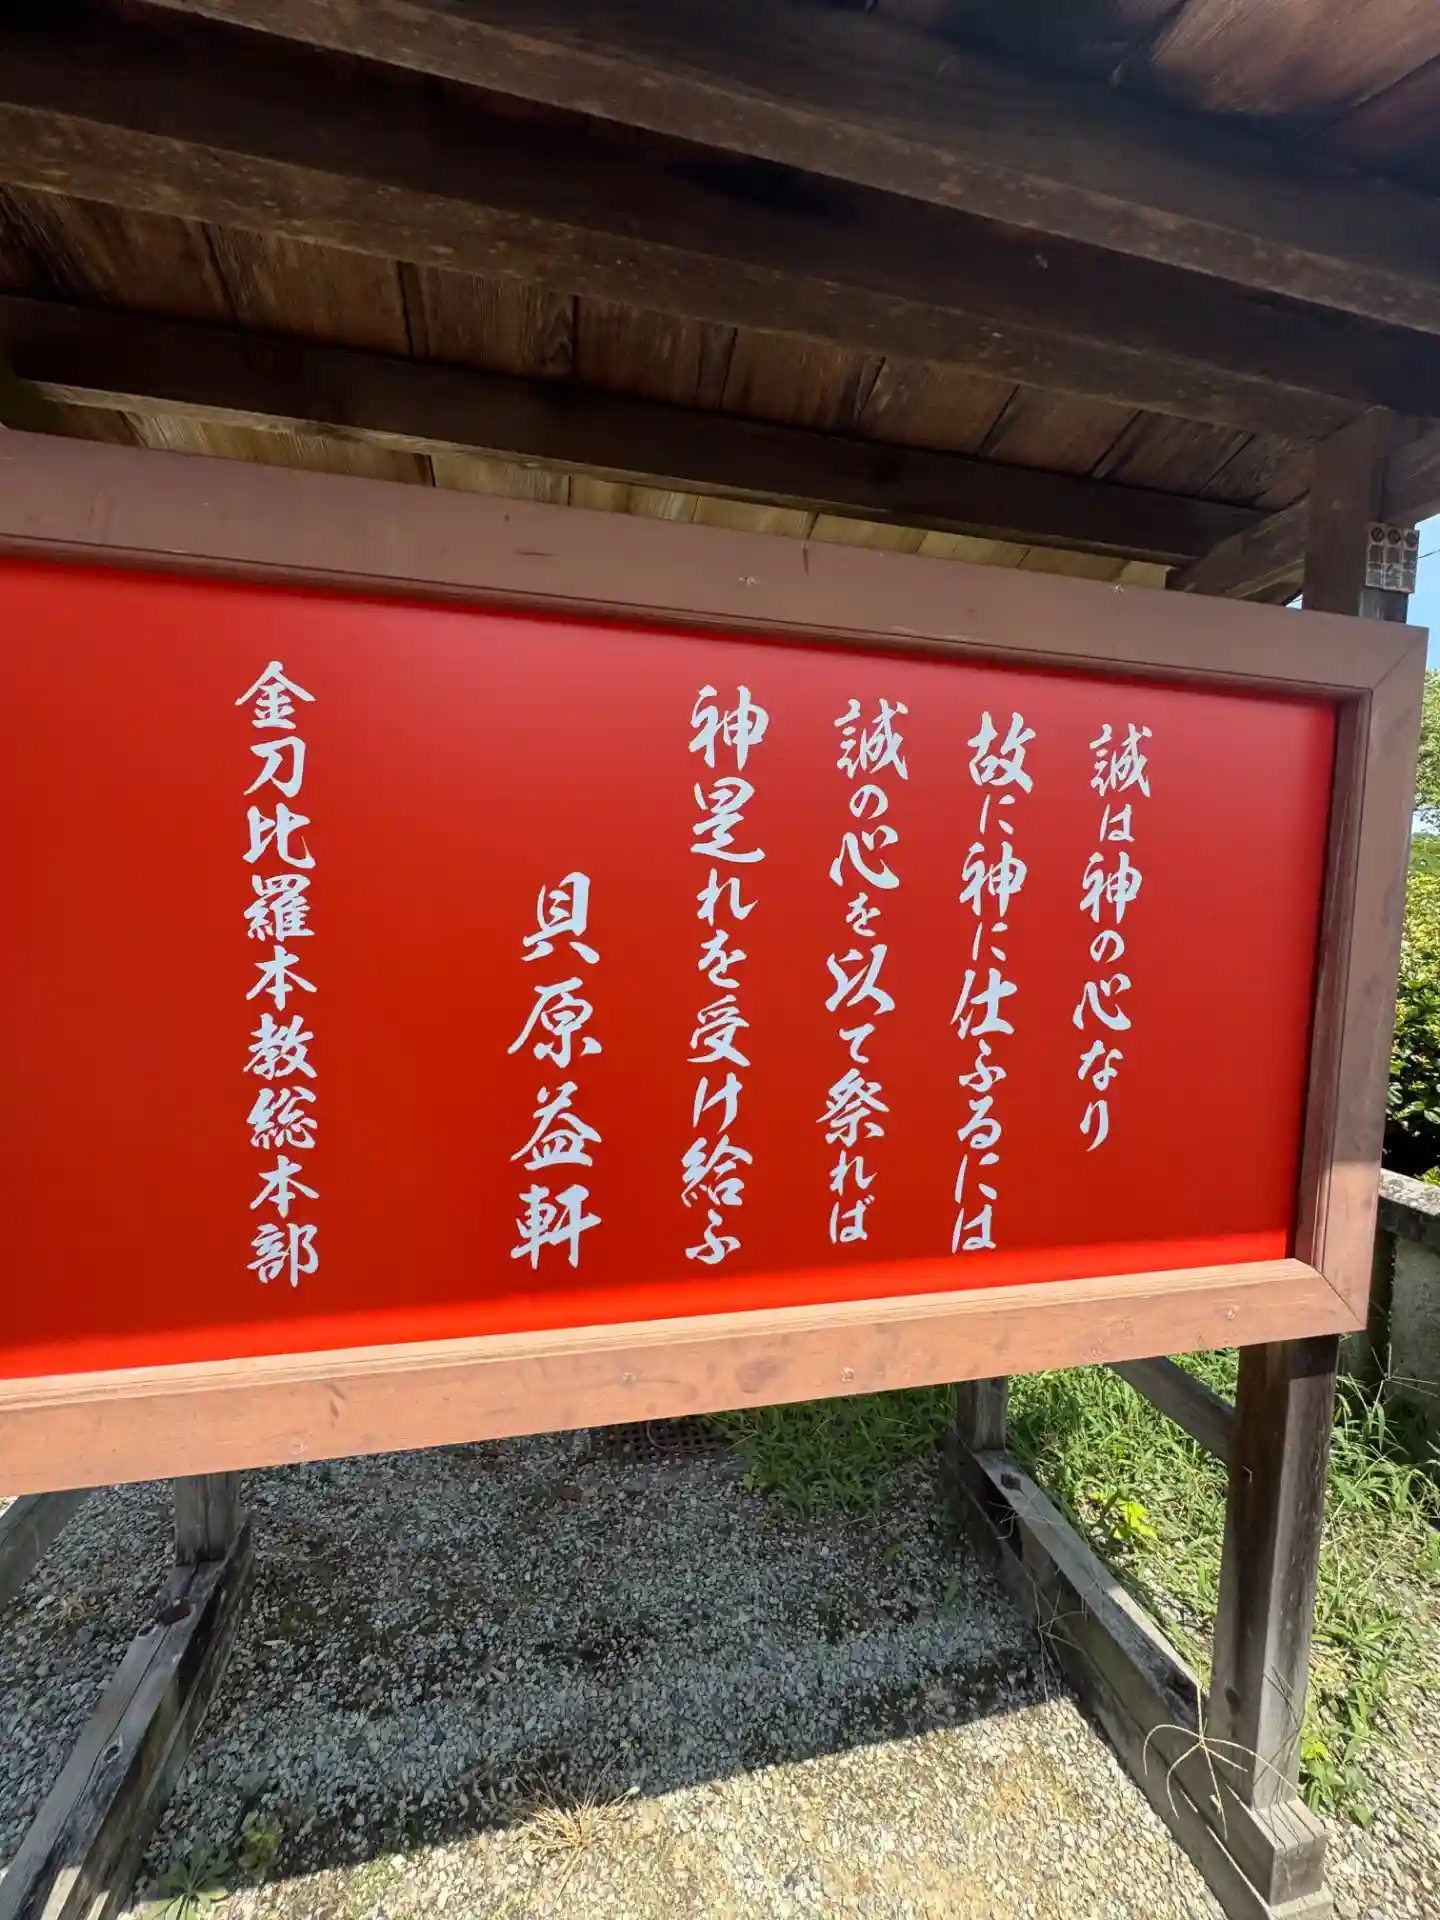 誠は神の心なり
故に神に仕ふるには
誠の心を以て祭れば
神是れを受け給ふ
貝原益軒
金刀比羅本教総本部